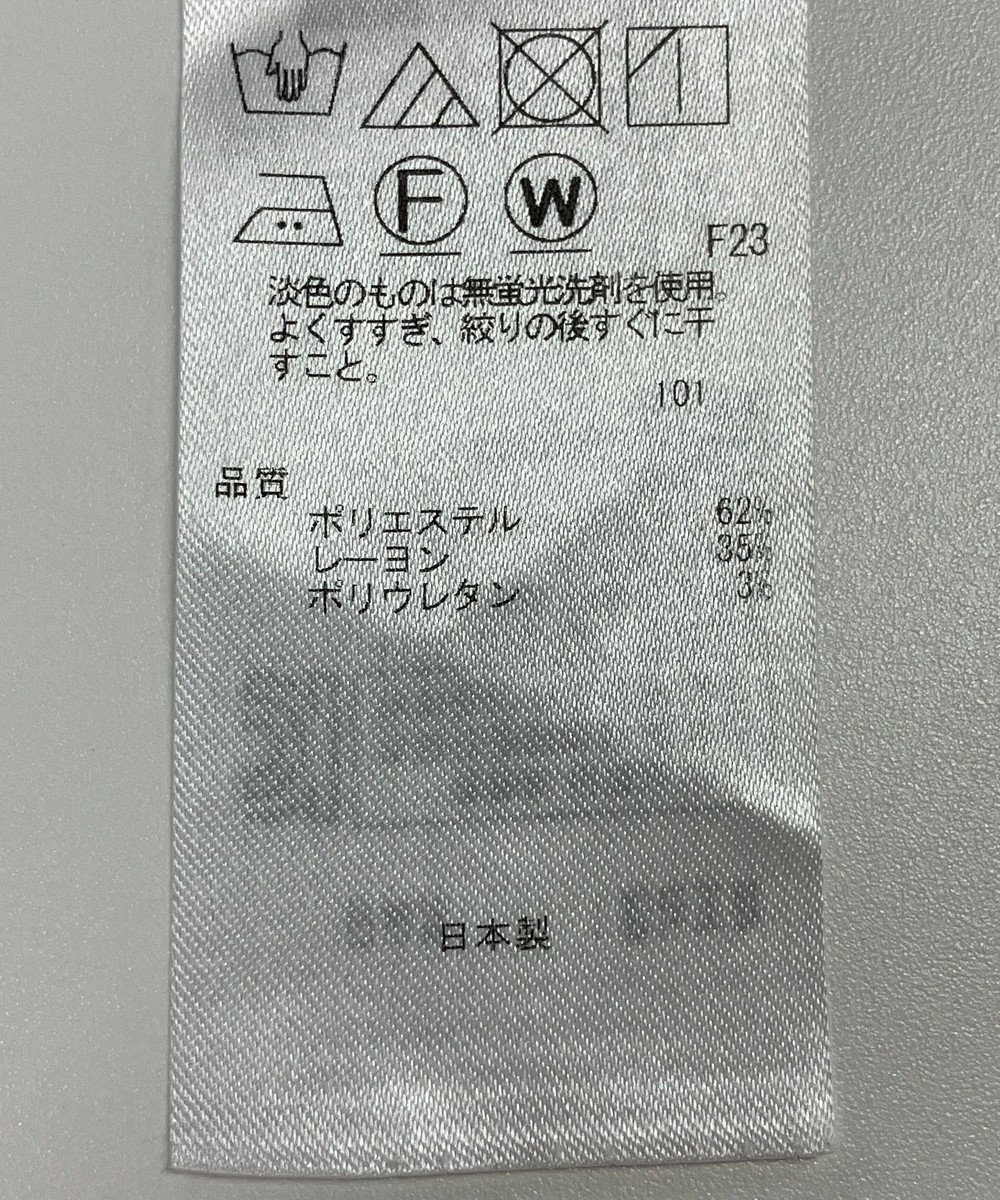 F W
F23
淡色のものは無蛍光洗剤を使用。
よくすすぎ、絞りの後すぐに干
すこと。
101
品質
ポリエステル 62%
レーヨン 35%
ポリウレタン 3%
日本製